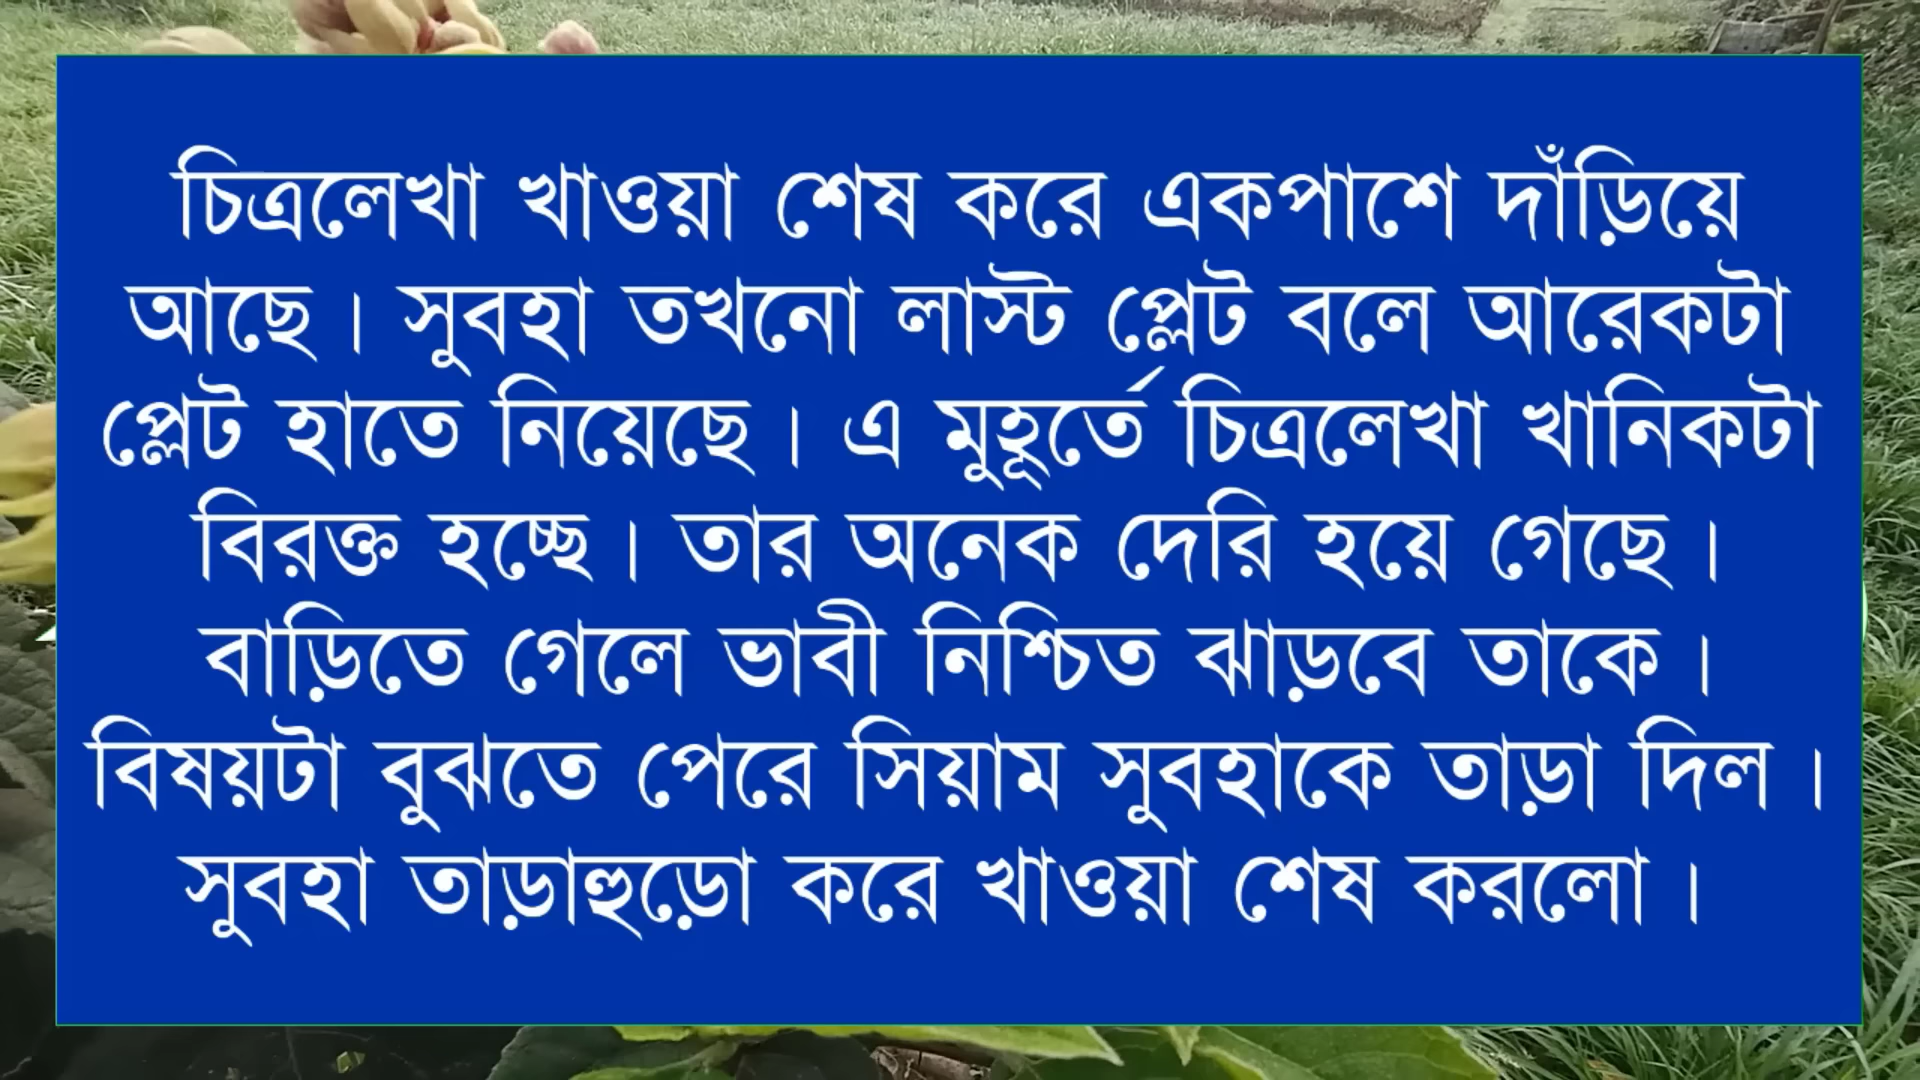 চিত্রলেখা খাওয়া শেষ করে একপাশে দাঁড়িয়ে
আছে। সুবহা তখনো লাস্ট প্লেট বলে আরেকটা
প্লেট হাতে নিয়েছে। এ মুহূর্তে চিত্রলেখা খানিকটা
বিরক্ত হচ্ছে। তার অনেক দেরি হয়ে গেছে।
বাড়িতে গেলে ভাবী নিশ্চিত ঝাড়বে তাকে।
বিষয়টা বুঝতে পেরে সিয়াম সুবহাকে তাড়া দিল।
সুবহা তাড়াহুড়ো করে খাওয়া শেষ করলো।